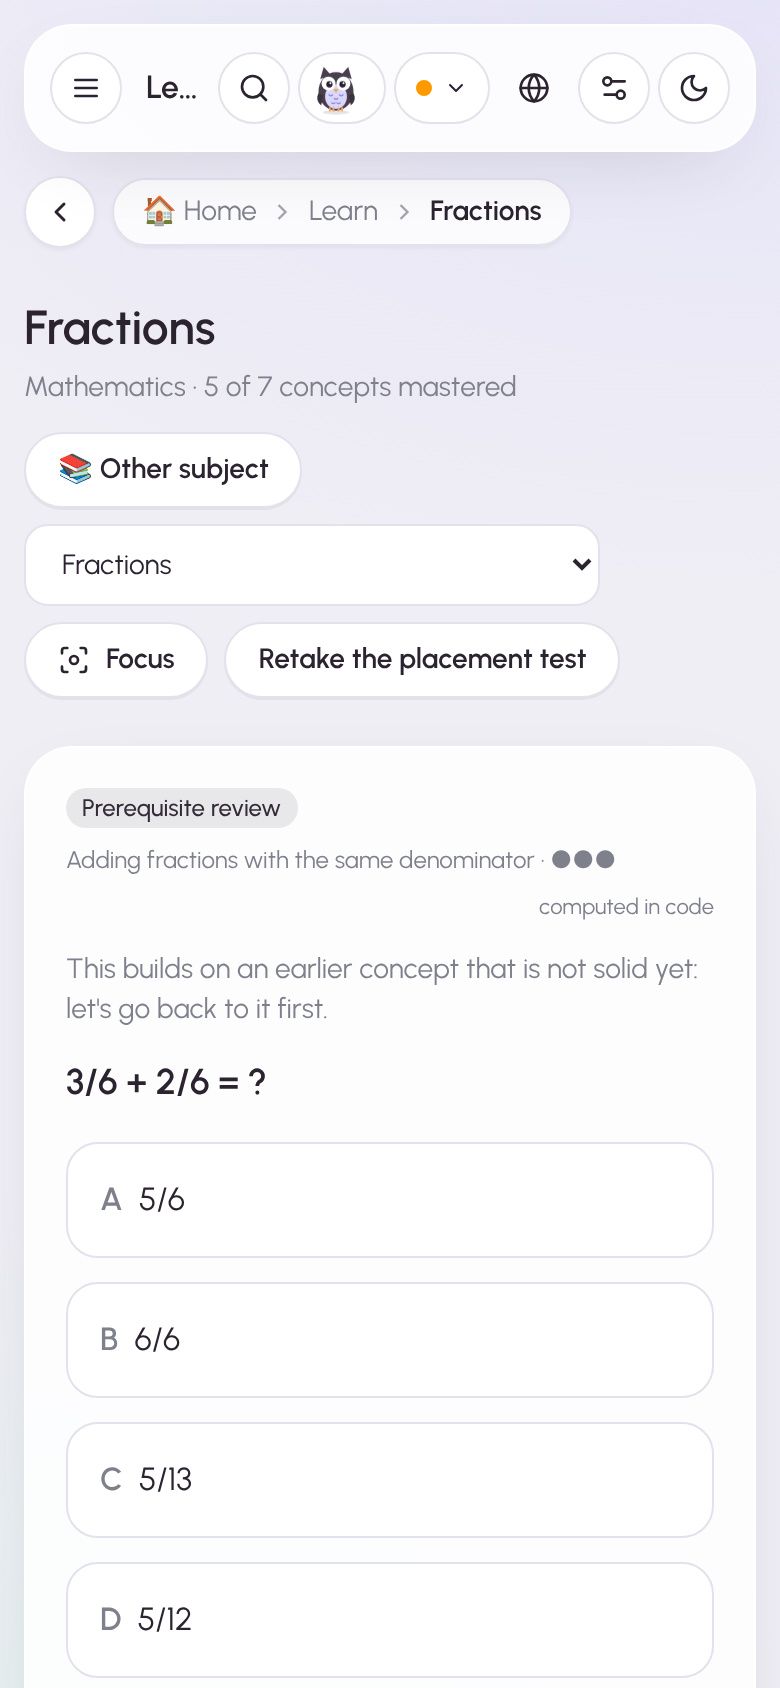 Le...
🏠 Home > Learn > Fractions
Fractions
Mathematics · 5 of 7 concepts mastered
📚 Other subject
Fractions
Focus
Retake the placement test
Prerequisite review
Adding fractions with the same denominator · ●●●
computed in code
This builds on an earlier concept that is not solid yet:
let's go back to it first.
3/6 + 2/6 = ?
A 5/6
B 6/6
C 5/13
D 5/12